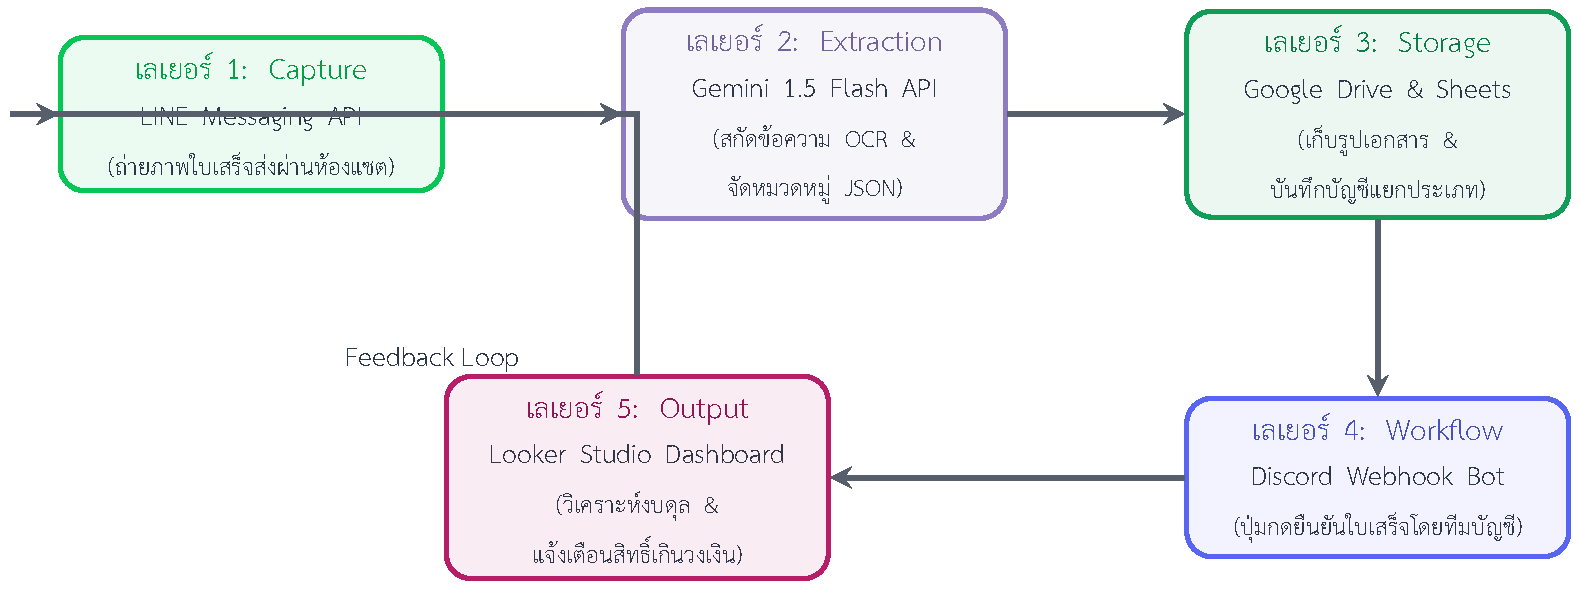 เลเยอร์ 1: Capture
LINE Messaging API
(ถ่ายภาพใบเสร็จส่งผ่านห้องแชต)
เลเยอร์ 2: Extraction
Gemini 1.5 Flash API
(สกัดข้อความ OCR &
จัดหมวดหมู่ JSON)
เลเยอร์ 3: Storage
Google Drive & Sheets
(เก็บรูปเอกสาร &
บันทึกบัญชีแยกประเภท)
เลเยอร์ 4: Workflow
Discord Webhook Bot
(ปุ่มกดยืนยันใบเสร็จโดยทีมบัญชี)
Feedback Loop
เลเยอร์ 5: Output
Looker Studio Dashboard
(วิเคราะห์งบดุล &
แจ้งเตือนสิทธิ์เกินวงเงิน)